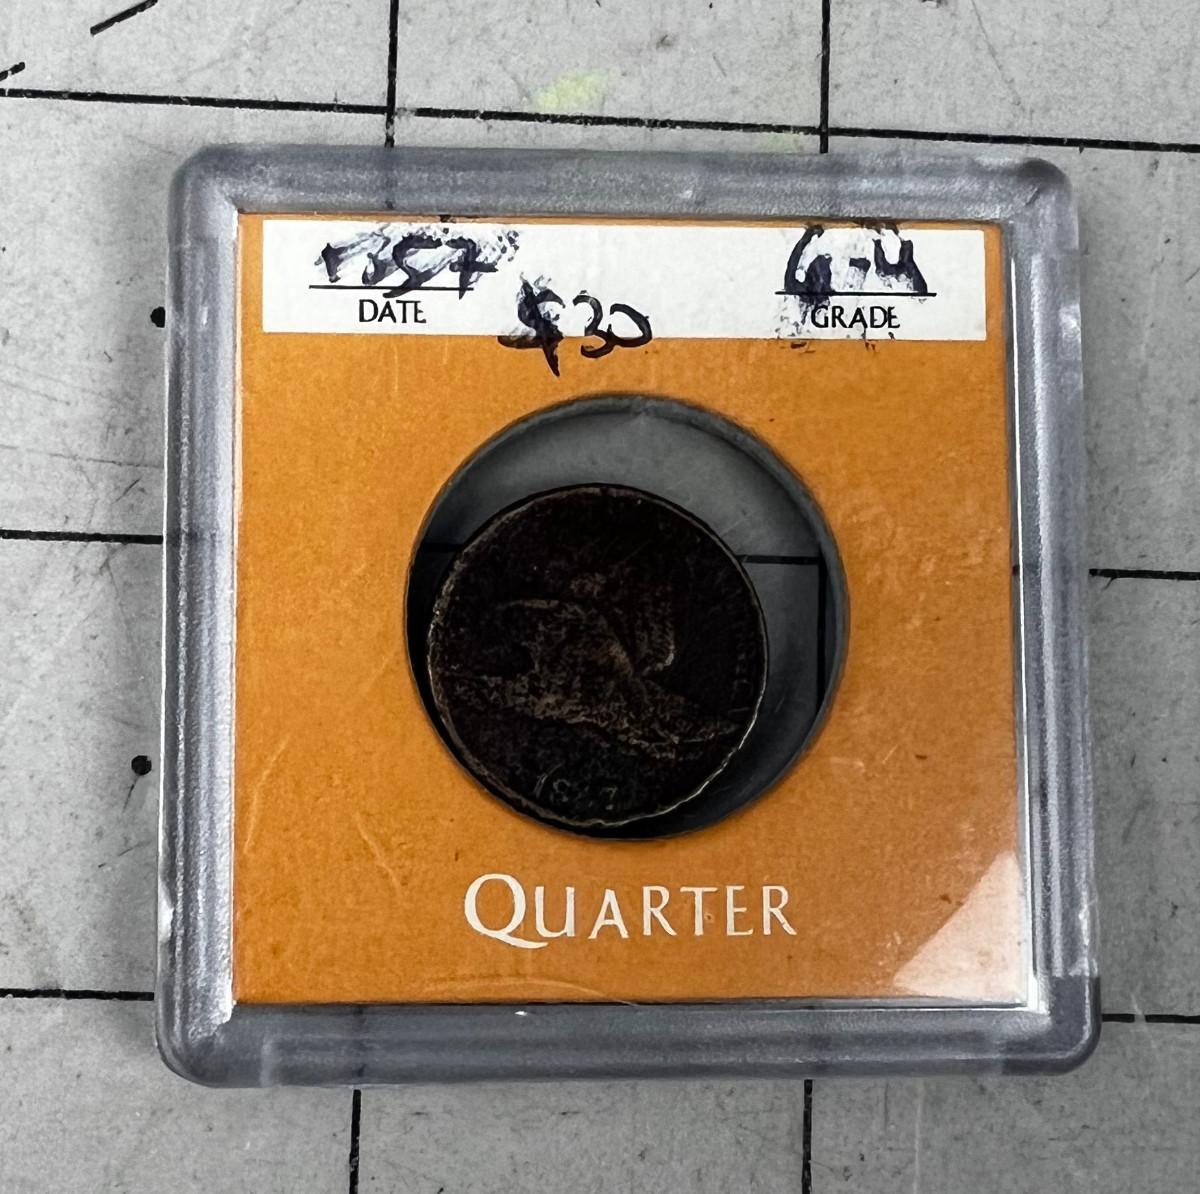 1857 G-4
DATE $30 GRADE
1857
QUARTER